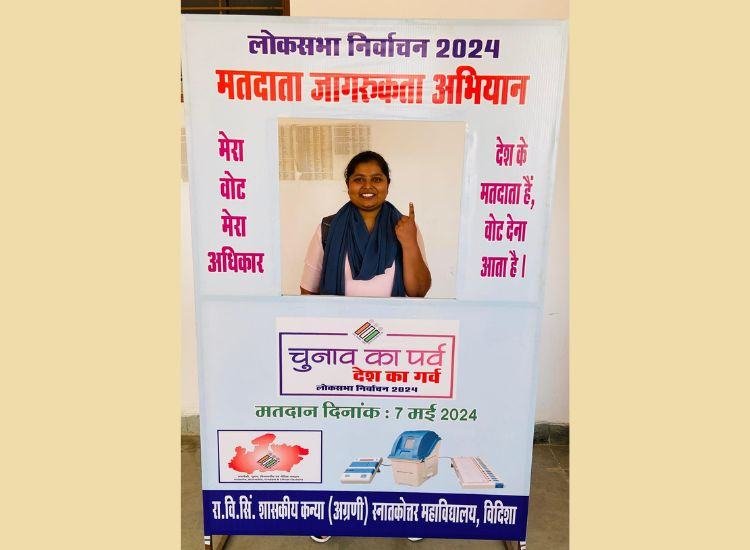 लोकसभा निर्वाचन 2024
मतदाता जागरुकता अभियान
मेरा
वोट
मेरा
अधिकार
देश के
मतदाता हैं,
वोट देना
आता है।
चुनाव का पर्व
देश का गर्व
लोकसभा निर्वाचन 2024
मतदान दिनांक : 7 मई 2024
रा.वि.सिं. शासकीय कन्या (अग्रणी) स्नातकोत्तर महाविद्यालय, विदिशा